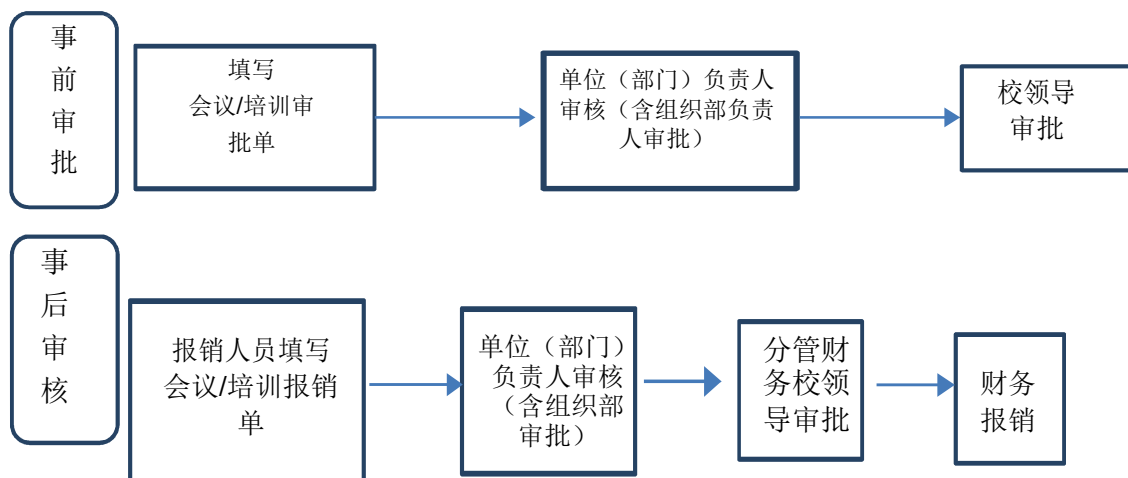 事
前
审
批
填写
会议/培训审
批单
单位（部门）负责人
审核（含组织部负责
人审批）
校领导
审批
事
后
审
核
报销人员填写
会议/培训报销
单
单位（部门）
负责人审核
（含组织部
审批）
分管财
务校领
导审批
财务
报销